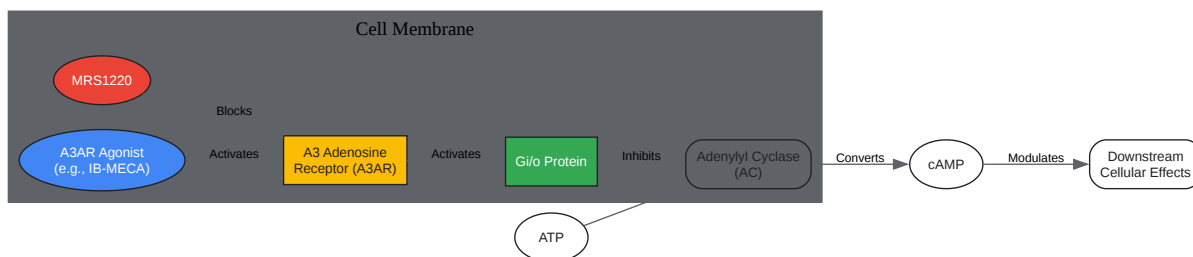 Cell Membrane
MRS1220
Blocks
A3AR Agonist
(e.g., IB-MECA)
Activates
A3 Adenosine
Receptor (A3AR)
Activates
Gi/o Protein
Inhibits
Adenylyl Cyclase
(AC)
Converts
cAMP
Modulates
Downstream
Cellular Effects
ATP